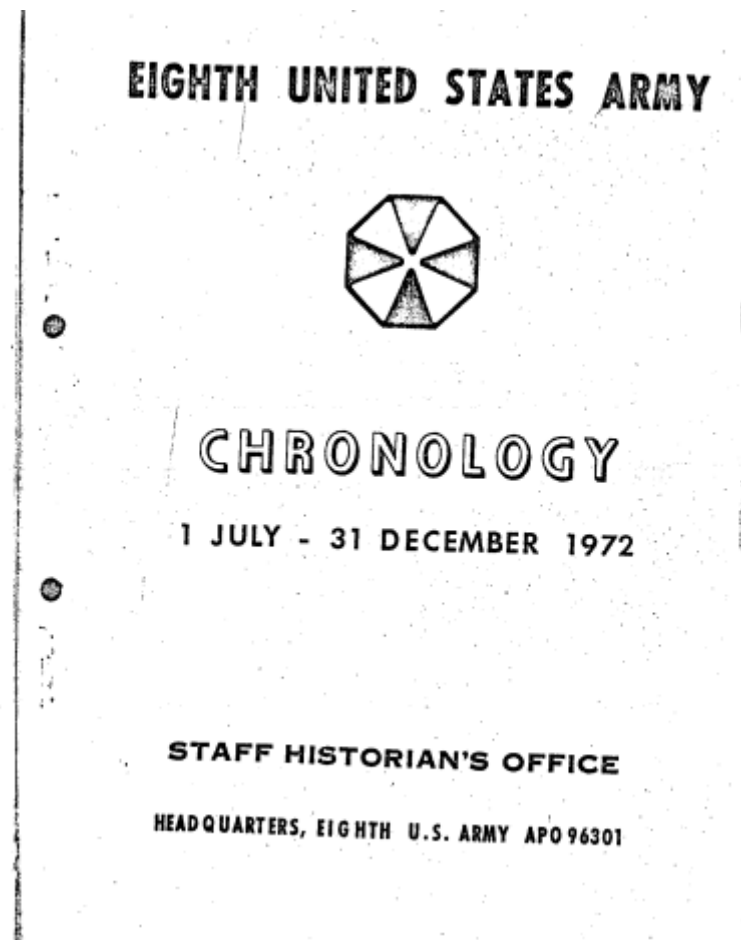 EIGHTH UNITED STATES ARMY
CHRONOLOGY
1 JULY - 31 DECEMBER 1972
STAFF HISTORIAN'S OFFICE
HEADQUARTERS, EIGHTH U.S. ARMY APO 96301